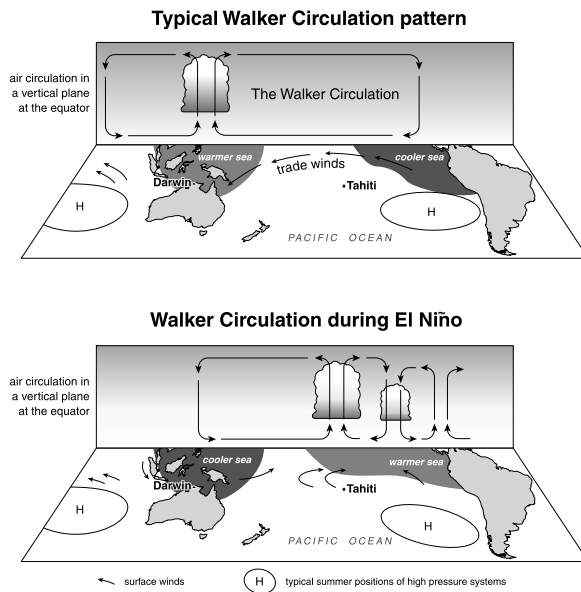 Typical Walker Circulation pattern
air circulation in
a vertical plane
at the equator
The Walker Circulation
warmer sea
trade winds
cooler sea
Darwin
Tahiti
H
H
PACIFIC OCEAN
Walker Circulation during El Niño
air circulation in
a vertical plane
at the equator
cooler sea
warmer sea
Darwin
Tahiti
H
H
PACIFIC OCEAN
surface winds
H
typical summer positions of high pressure systems